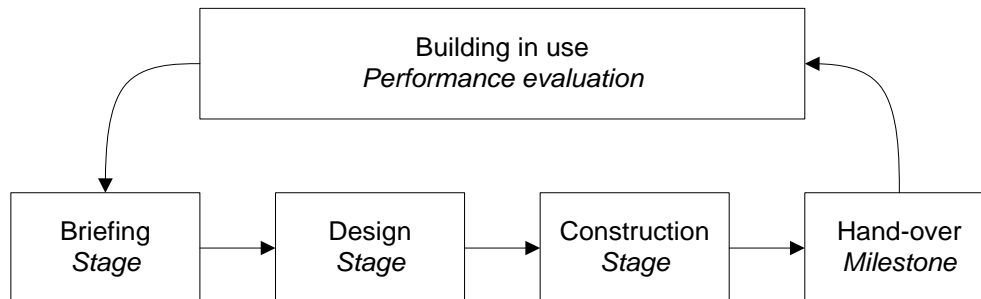 Building in use
Performance evaluation
Briefing
Stage
Design
Stage
Construction
Stage
Hand-over
Milestone